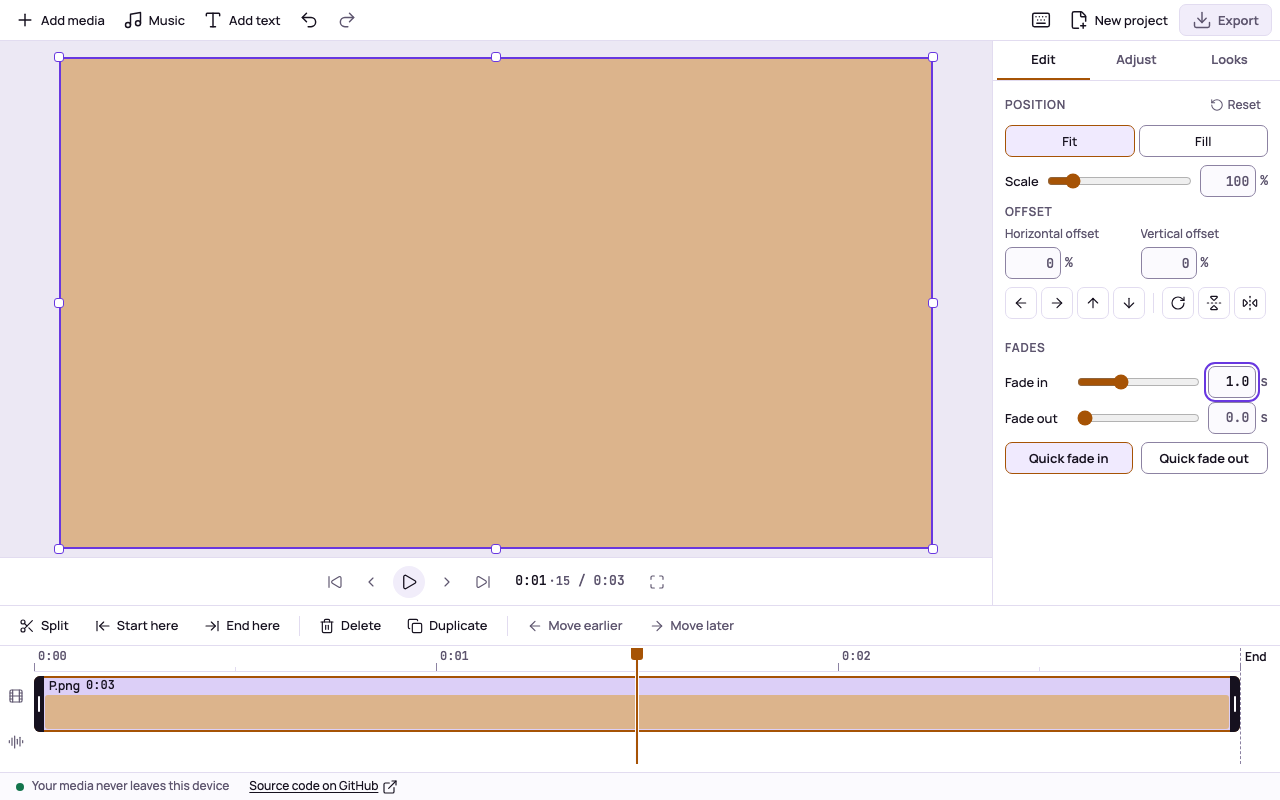 Add media Music Add text New project Export
Edit Adjust Looks
POSITION Reset
Fit Fill
Scale 100 %
OFFSET
Horizontal offset Vertical offset
0 % 0 %
FADES
Fade in 1.0 s
Fade out 0.0 s
Quick fade in Quick fade out
0:01·15 / 0:03
Split Start here End here Delete Duplicate Move earlier Move later
0:00 0:01 0:02 End
P.png 0:03
Your media never leaves this device Source code on GitHub